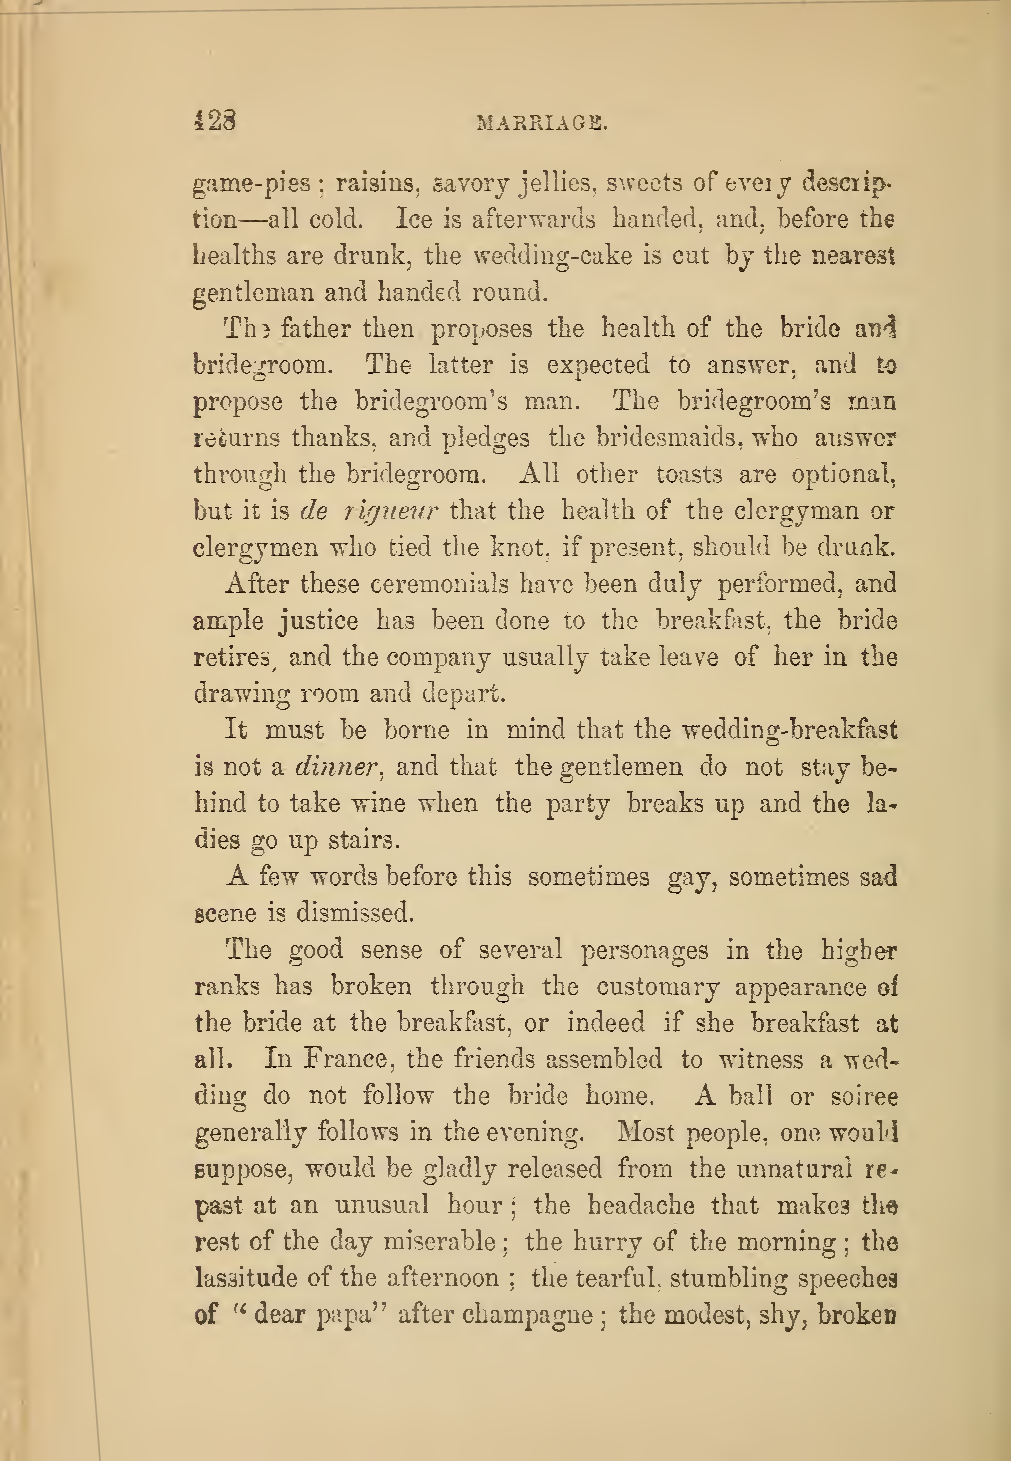 428 MARRIAGE.
game-pies; raisins, savory jellies, sweets of every descrip-
tion—all cold. Ice is afterwards handed, and, before the
healths are drunk, the wedding-cake is cut by the nearest
gentleman and handed round.
The father then proposes the health of the bride and
bridegroom. The latter is expected to answer, and to
propose the bridegroom's man. The bridegroom's man
returns thanks, and pledges the bridesmaids, who answer
through the bridegroom. All other toasts are optional,
but it is de rigueur that the health of the clergyman or
clergymen who tied the knot, if present, should be drunk.
After these ceremonials have been duly performed, and
ample justice has been done to the breakfast, the bride
retires, and the company usually take leave of her in the
drawing room and depart.
It must be borne in mind that the wedding-breakfast
is not a dinner, and that the gentlemen do not stay be-
hind to take wine when the party breaks up and the la-
dies go up stairs.
A few words before this sometimes gay, sometimes sad
scene is dismissed.
The good sense of several personages in the higher
ranks has broken through the customary appearance of
the bride at the breakfast, or indeed if she breakfast at
all. In France, the friends assembled to witness a wed-
ding do not follow the bride home. A ball or soiree
generally follows in the evening. Most people, one would
suppose, would be gladly released from the unnatural re-
past at an unusual hour; the headache that makes the
rest of the day miserable; the hurry of the morning; the
lassitude of the afternoon; the tearful, stumbling speeches
of "dear papa" after champagne; the modest, shy, broken